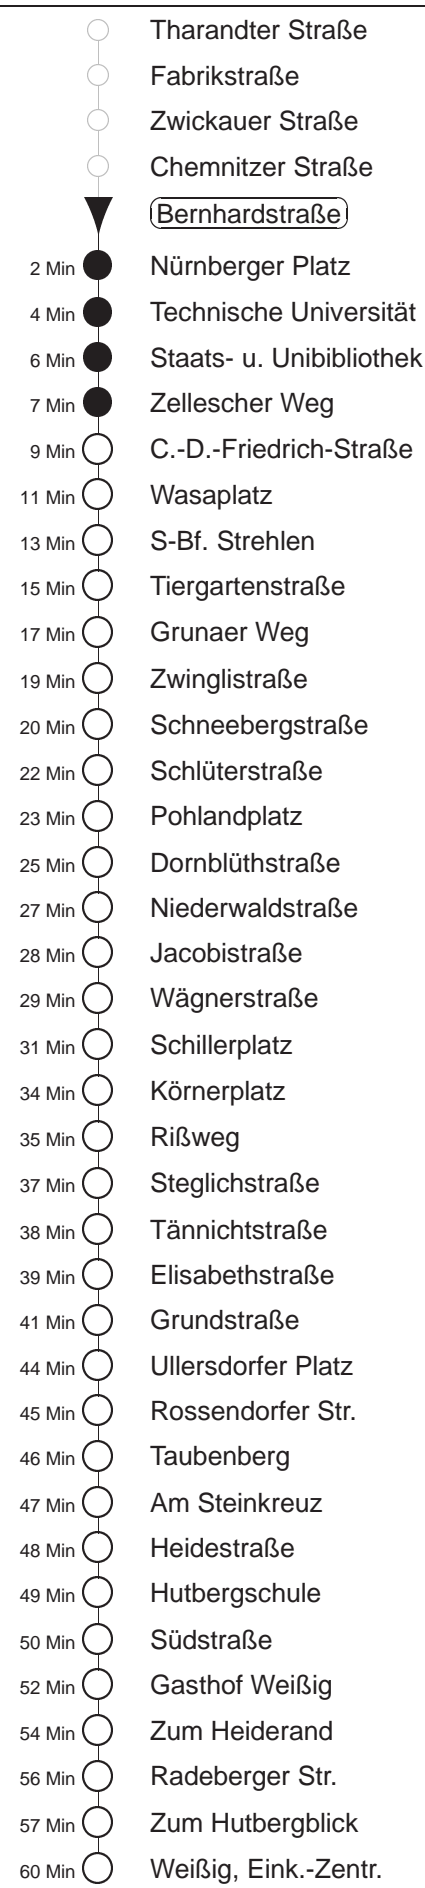 Tharandter Straße
Fabrikstraße
Zwickauer Straße
Chemnitzer Straße
Bernhardstraße
2 Min Nürnberger Platz
4 Min Technische Universität
6 Min Staats- u. Unibibliothek
7 Min Zellescher Weg
9 Min C.-D.-Friedrich-Straße
11 Min Wasaplatz
13 Min S-Bf. Strehlen
15 Min Tiergartenstraße
17 Min Grunaer Weg
19 Min Zwinglistraße
20 Min Schneebergstraße
22 Min Schlüterstraße
23 Min Pohlandplatz
25 Min Dornblüthstraße
27 Min Niederwaldstraße
28 Min Jacobistraße
29 Min Wägnerstraße
31 Min Schillerplatz
34 Min Körnerplatz
35 Min Rißweg
37 Min Steglichstraße
38 Min Tännichtstraße
39 Min Elisabethstraße
41 Min Grundstraße
44 Min Ullersdorfer Platz
45 Min Rossendorfer Str.
46 Min Taubenberg
47 Min Am Steinkreuz
48 Min Heidestraße
49 Min Hutbergschule
50 Min Südstraße
52 Min Gasthof Weißig
54 Min Zum Heiderand
56 Min Radeberger Str.
57 Min Zum Hutbergblick
60 Min Weißig, Eink.-Zentr.